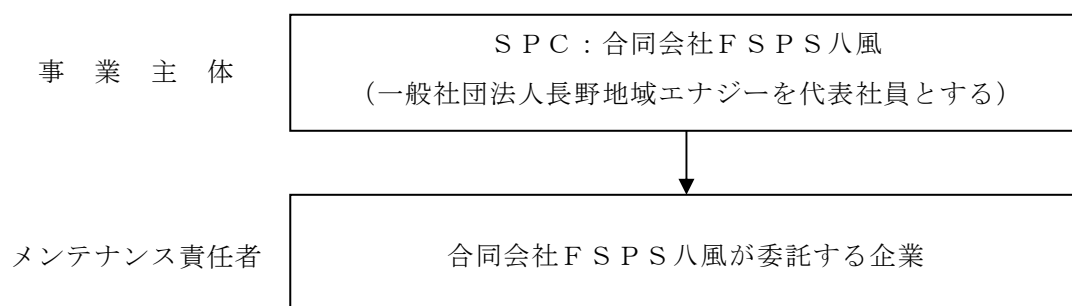 ＳＰＣ：合同会社ＦＳＰＳ八風
事　業　主　体
（一般社団法人長野地域エナジーを代表社員とする）
メンテナンス責任者
合同会社ＦＳＰＳ八風が委託する企業